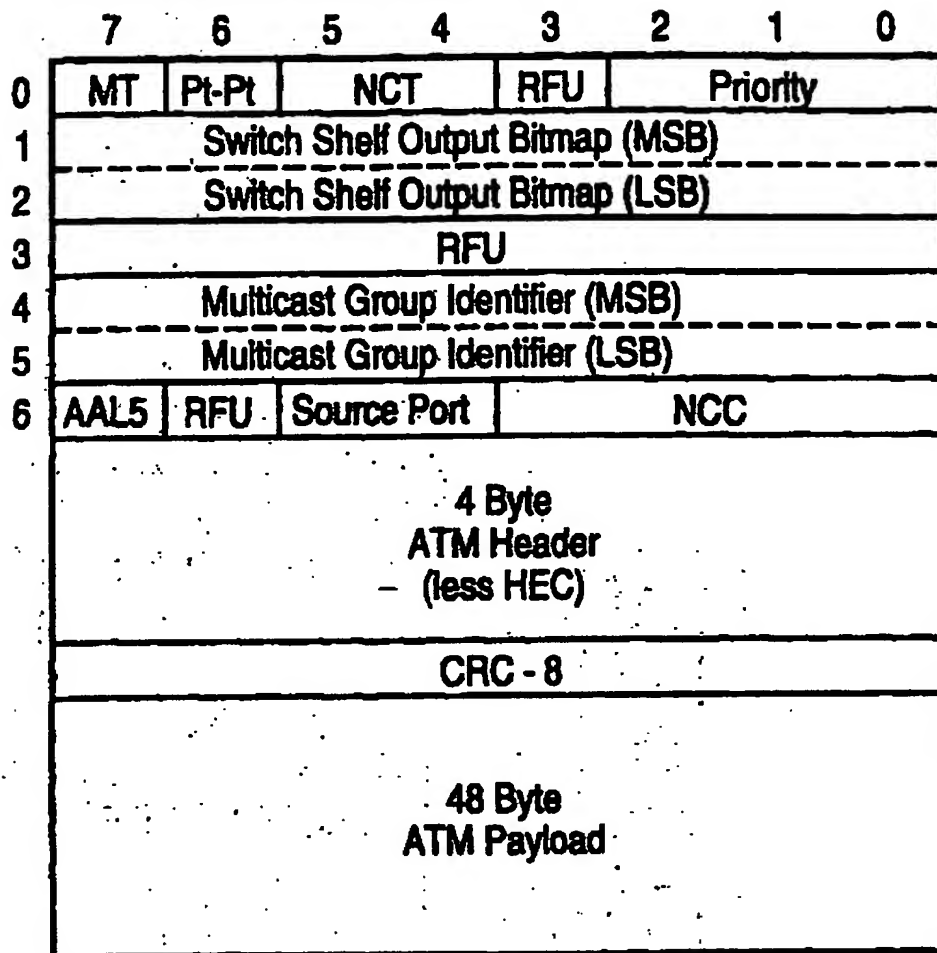 7 6 5 4 3 2 1 0
0 MT Pt-Pt NCT RFU Priority
1 Switch Shelf Output Bitmap (MSB)
2 Switch Shelf Output Bitmap (LSB)
3 RFU
4 Multicast Group Identifier (MSB)
5 Multicast Group Identifier (LSB)
6 AAL5 RFU Source Port NCC
4 Byte
ATM Header
(less HEC)
CRC - 8
48 Byte
ATM Payload